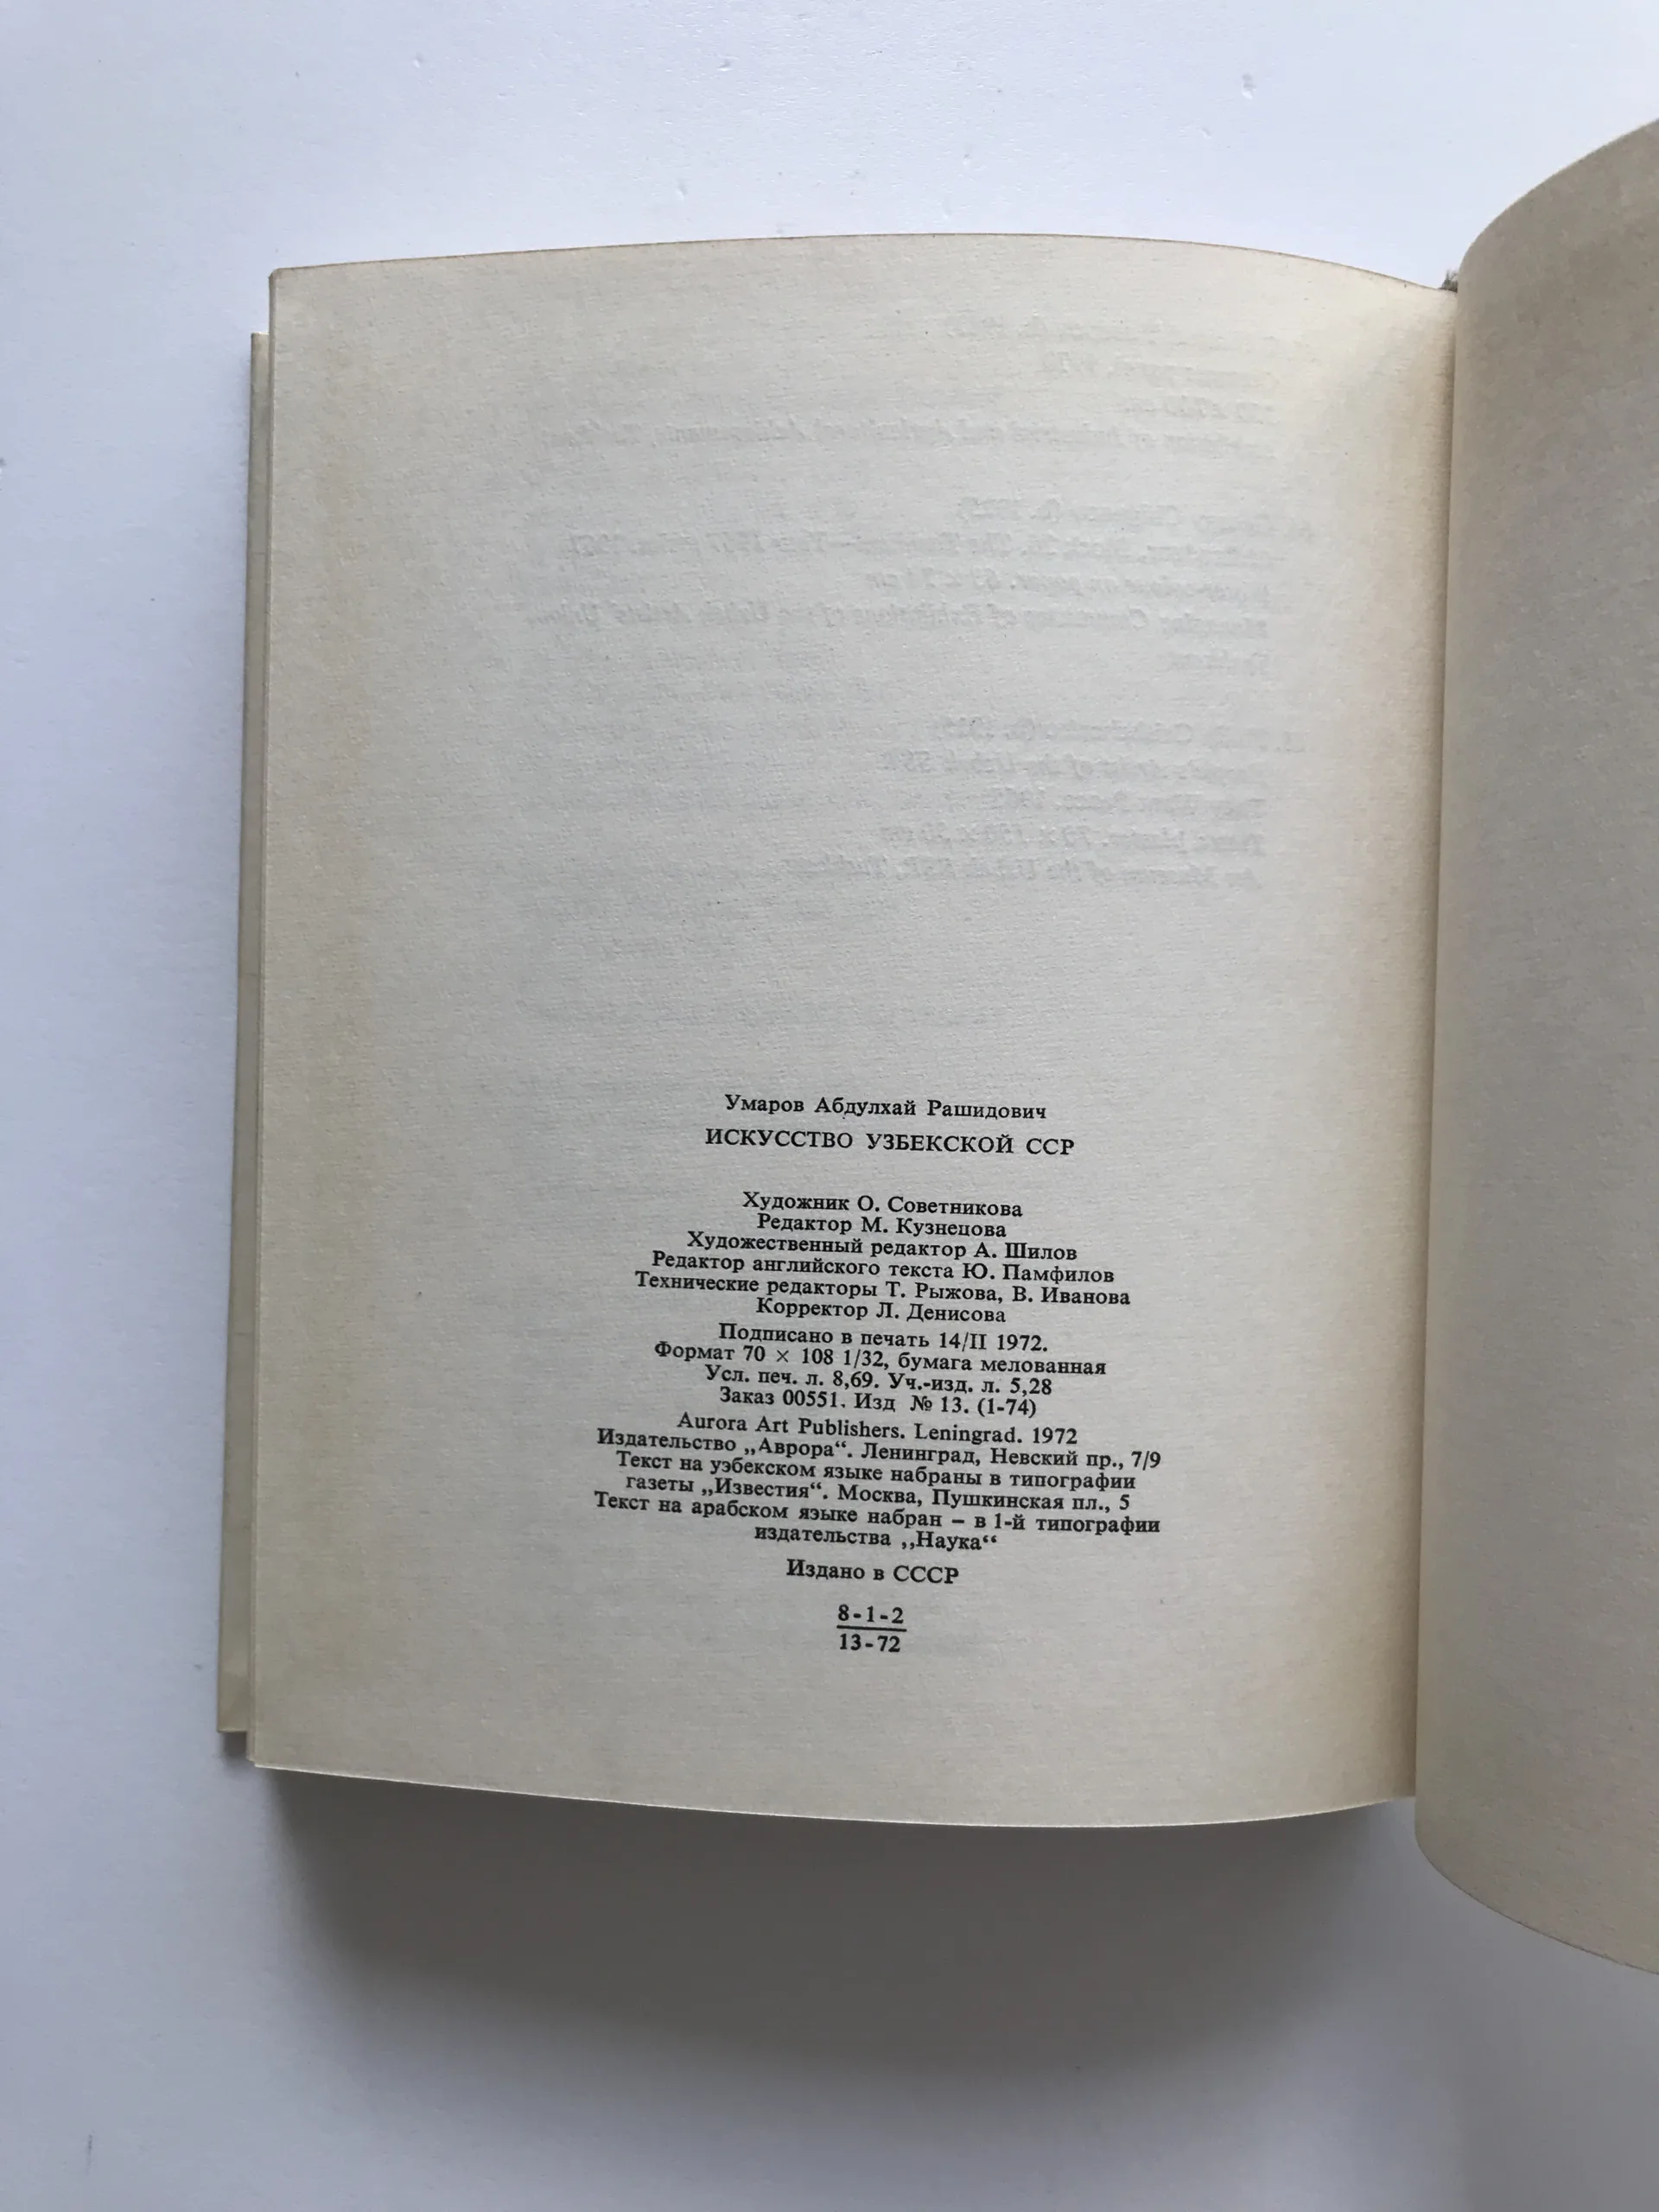 Умаров Абдулхай Рашидович
ИСКУССТВО УЗБЕКСКОЙ ССР
Художник О. Советникова
Редактор М. Кузнецова
Художественный редактор А. Шилов
Редактор английского текста Ю. Памфилов
Технические редакторы Т. Рыжова, В. Иванова
Корректор Л. Денисова
Подписано в печать 14/II 1972.
Формат 70 × 108 1/32, бумага мелованная
Усл. печ. л. 8,69. Уч.-изд. л. 5,28
Заказ 00551. Изд № 13. (1-74)
Aurora Art Publishers. Leningrad. 1972
Издательство „Аврора“. Ленинград, Невский пр., 7/9
Текст на узбекском языке набраны в типографии
газеты „Известия“. Москва, Пушкинская пл., 5
Текст на арабском языке набран – в 1-й типографии
издательства „Наука“
Издано в СССР
8-1-2
13-72